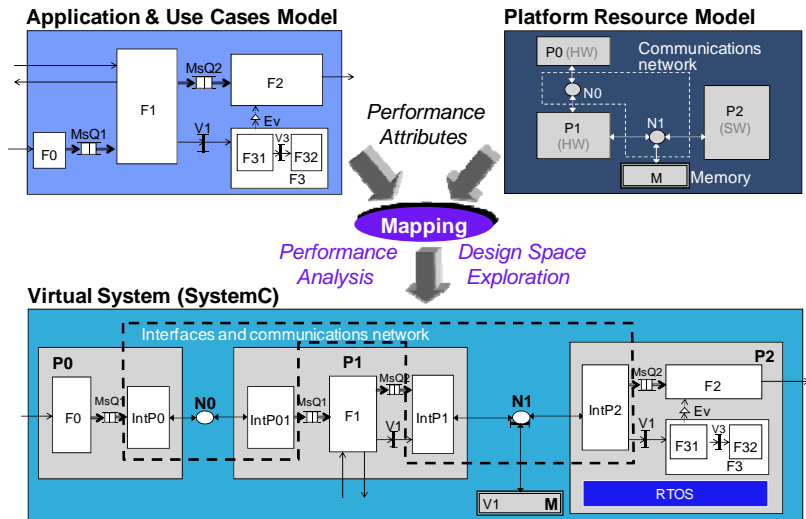 Application & Use Cases Model
MsQ2
F1
F2
V1
Ev
MsQ1
F0
V3
F31
F32
F3
Performance
Attributes
Platform Resource Model
P0 (HW)
Communications
network
N0
N1
P1
(HW)
P2
(SW)
M
Memory
Mapping
Performance
Analysis
Design Space
Exploration
Virtual System (SystemC)
Interfaces and communications network
P0
F0
MsQ1
IntP0
N0
P1
IntP01
MsQ1
F1
MsQ2
V1
IntP1
N1
V1
M
P2
IntP2
MsQ2
F2
Ev
V1
V3
F31
F32
F3
RTOS